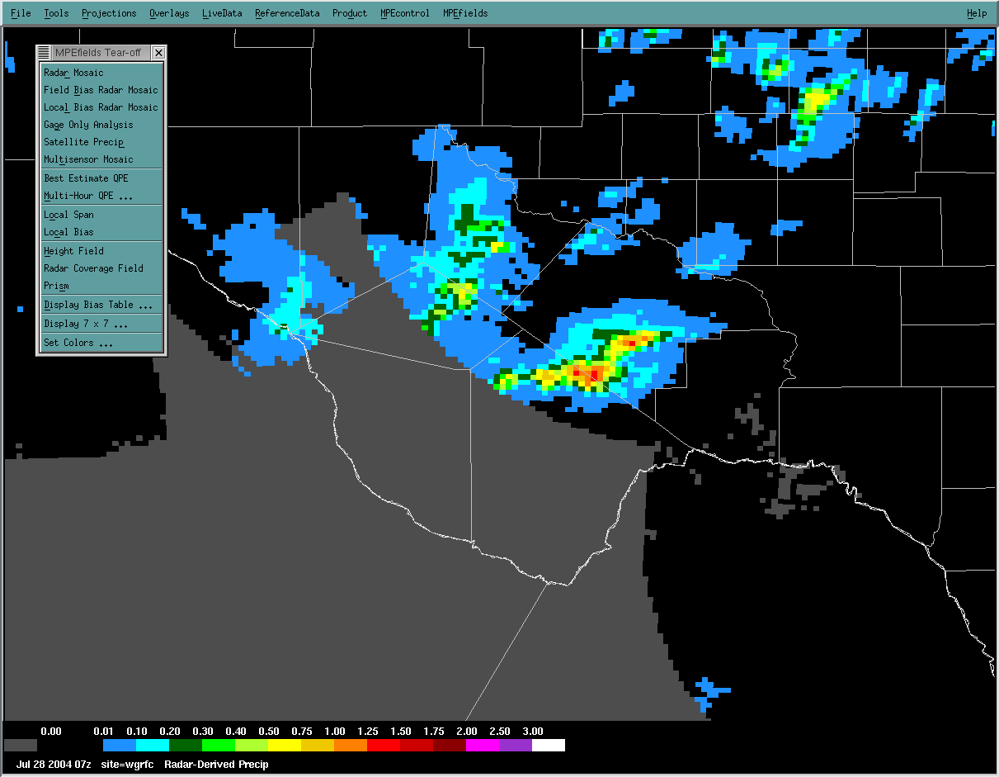 File Tools Projections Overlays LiveData ReferenceData Product MPEcontrol MPEfields Help
MPEfields Tear-off
Radar Mosaic
Field Bias Radar Mosaic
Local Bias Radar Mosaic
Gage Only Analysis
Satellite Precip
Multisensor Mosaic
Best Estimate QPE
Multi-Hour QPE ...
Local Span
Local Bias
Height Field
Radar Coverage Field
Prism
Display Bias Table ...
Display 7 x 7 ...
Set Colors ...
0.00 0.01 0.10 0.20 0.30 0.40 0.50 0.75 1.00 1.25 1.50 1.75 2.00 2.50 3.00
Jul 28 2004 07z site=wgrfc Radar-Derived Precip